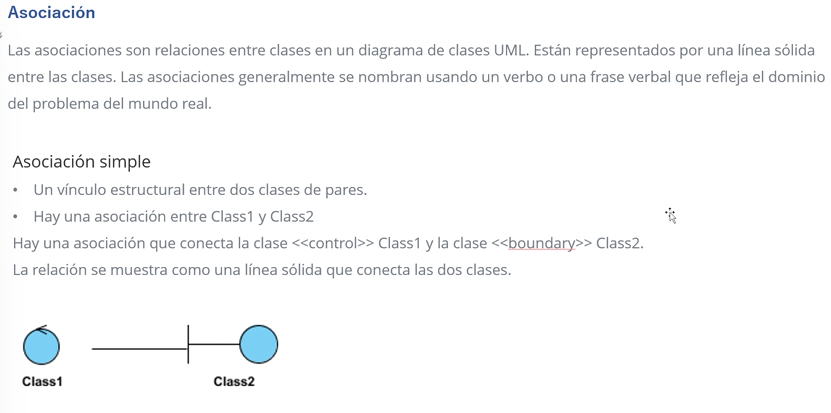 Asociación
Las asociaciones son relaciones entre clases en un diagrama de clases UML. Están representados por una línea sólida
entre las clases. Las asociaciones generalmente se nombran usando un verbo o una frase verbal que refleja el dominio
del problema del mundo real.
Asociación simple
• Un vínculo estructural entre dos clases de pares.
• Hay una asociación entre Class1 y Class2
Hay una asociación que conecta la clase <<control>> Class1 y la clase <<boundary>> Class2.
La relación se muestra como una línea sólida que conecta las dos clases.
Class1 Class2